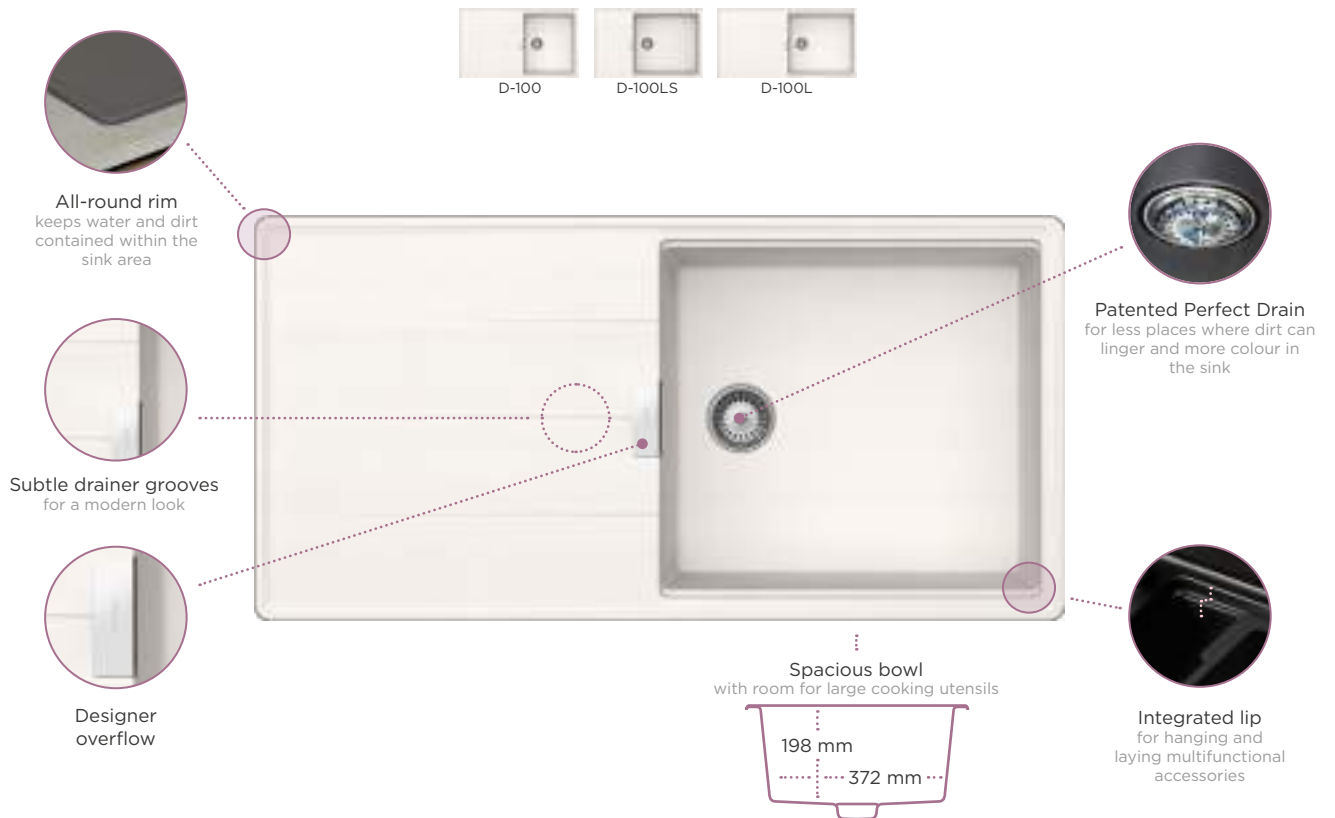 D-100
D-100LS
D-100L
All-round rim
keeps water and dirt
contained within the
sink area
Patented Perfect Drain
for less places where dirt can
linger and more colour in
the sink
Subtle drainer grooves
for a modern look
Designer
overflow
Spacious bowl
with room for large cooking utensils
198 mm
372 mm
Integrated lip
for hanging and
laying multifunctional
accessories